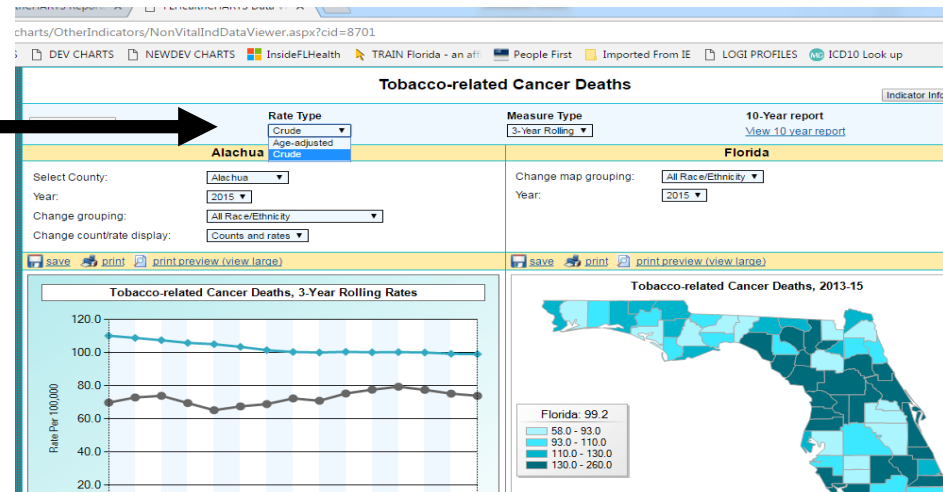 charts/OtherIndicators/NonVitalIndDataViewer.aspx?cid=8701
DEV CHARTS NEWDEV CHARTS InsideFLHealth TRAIN Florida - an aff People First Imported From IE LOGI PROFILES ICD10 Look up
Tobacco-related Cancer Deaths
Indicator Info
Rate Type
Crude
Age-adjusted
Crude
Measure Type
3-Year Rolling
10-Year report
View 10 year report
Alachua
Select County: Alachua
Year: 2015
Change grouping: All Race/Ethnicity
Change count/rate display: Counts and rates
Florida
Change map grouping: All Race/Ethnicity
Year: 2015
save print print preview (view large)
save print print preview (view large)
Tobacco-related Cancer Deaths, 3-Year Rolling Rates
120.0
100.0
80.0
60.0
40.0
20.0
Rate Per 100,000
Tobacco-related Cancer Deaths, 2013-15
Florida: 99.2
58.0 - 93.0
93.0 - 110.0
110.0 - 130.0
130.0 - 260.0